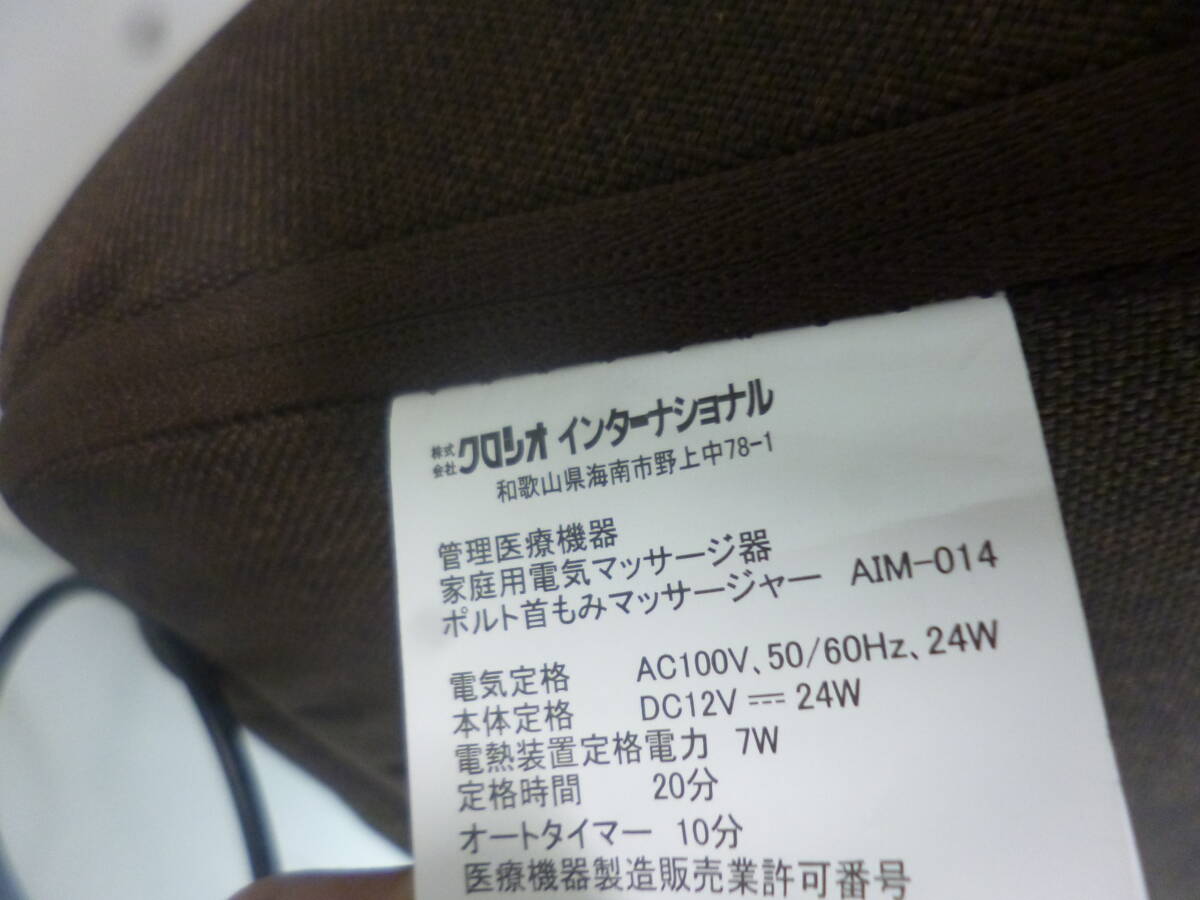 株式会社 クロシオ インターナショナル
和歌山県海南市野上中78-1
管理医療機器
家庭用電気マッサージ器
ポルト首もみマッサージャー AIM-014
電気定格 AC100V、50/60Hz、24W
本体定格 DC12V ⎓ 24W
電熱装置定格電力 7W
定格時間 20分
オートタイマー 10分
医療機器製造販売業許可番号